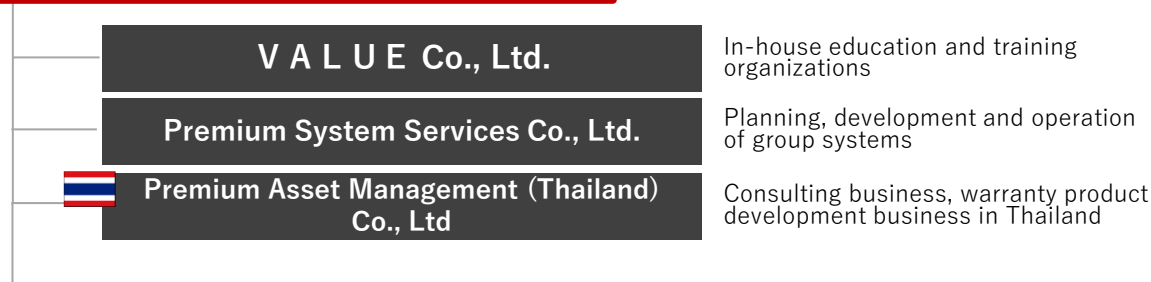 V A L U E Co., Ltd.
In-house education and training
organizations
Premium System Services Co., Ltd.
Planning, development and operation
of group systems
Premium Asset Management (Thailand)
Co., Ltd
Consulting business, warranty product
development business in Thailand